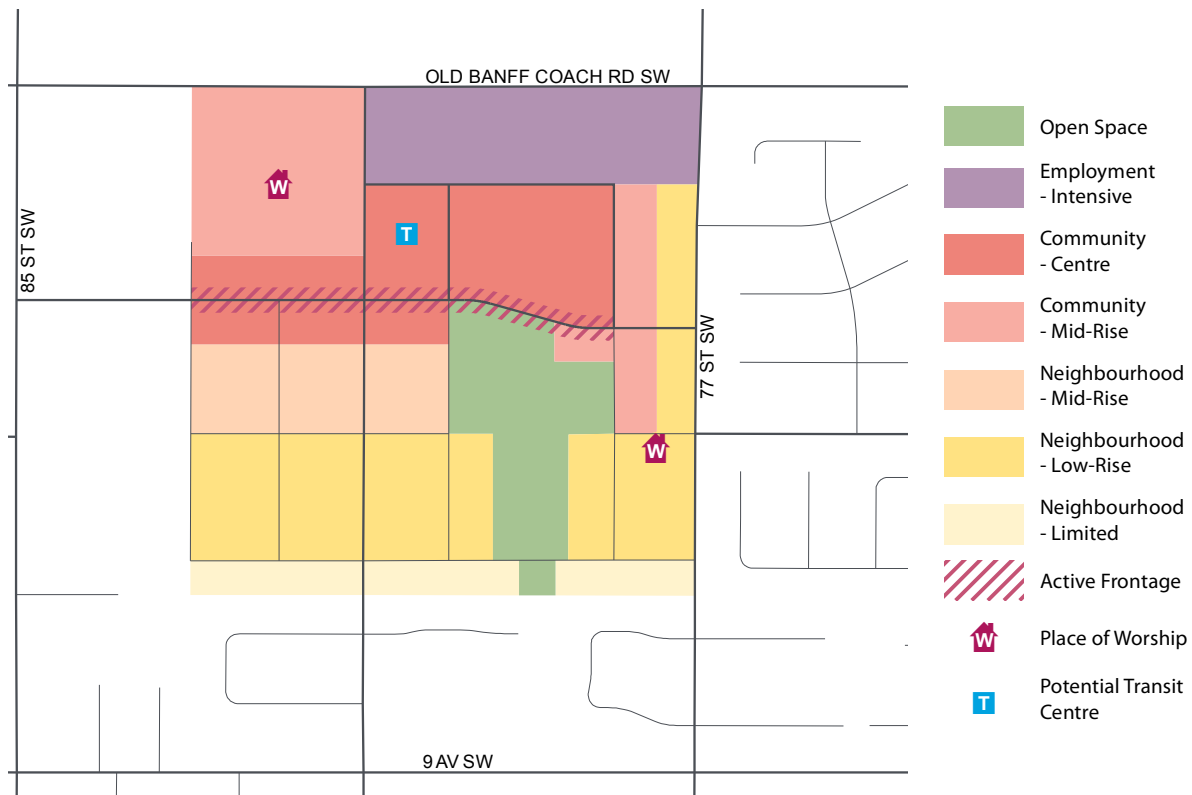 OLD BANFF COACH RD SW
85 ST SW
W
T
77 ST SW
W
9 AV SW
Open Space
Employment
- Intensive
Community
- Centre
Community
- Mid-Rise
Neighbourhood
- Mid-Rise
Neighbourhood
- Low-Rise
Neighbourhood
- Limited
Active Frontage
W
Place of Worship
T
Potential Transit
Centre